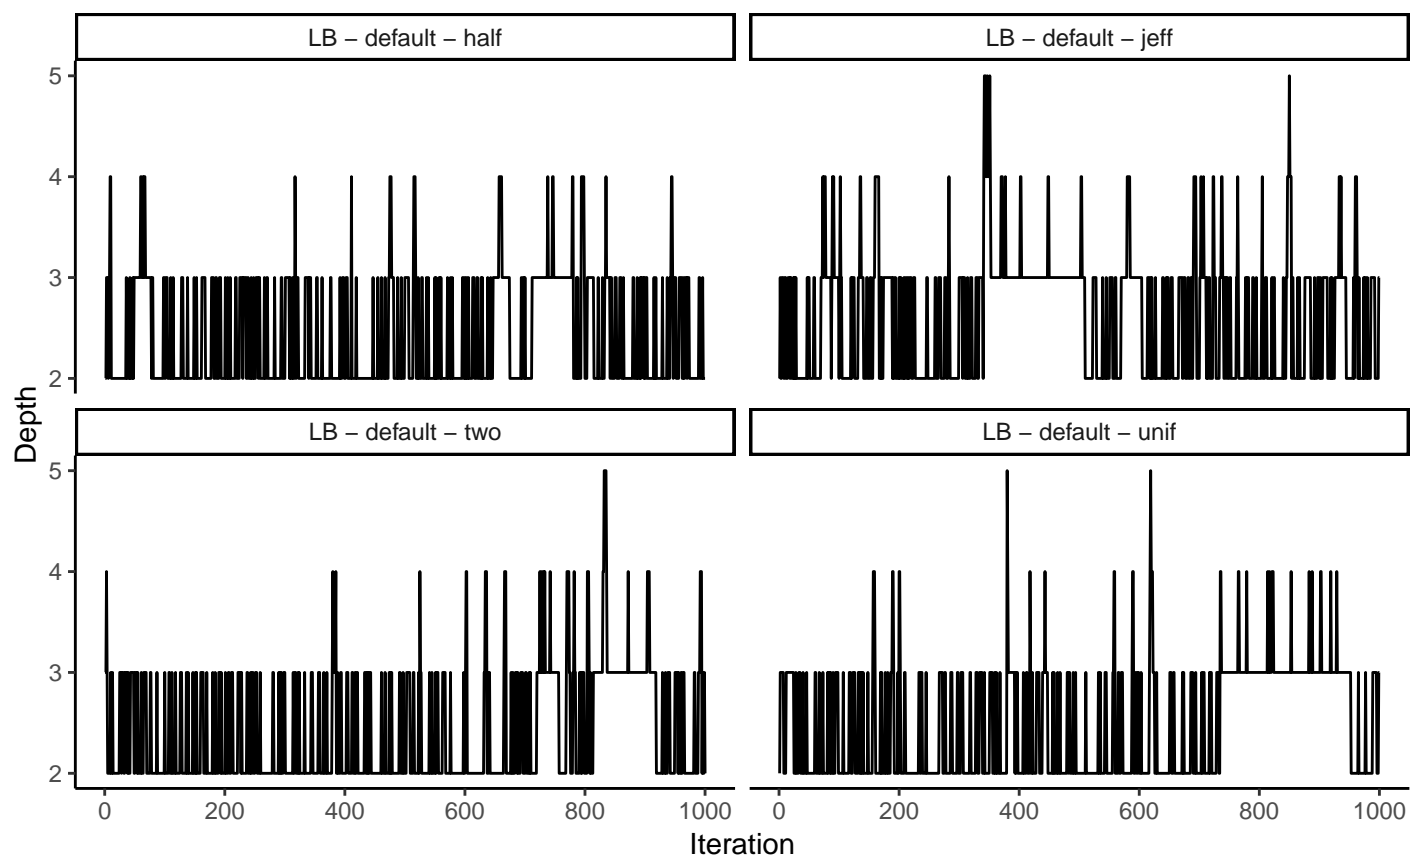 LB – default – half
LB – default – jeff
5
4
3
2
LB – default – two
LB – default – unif
5
4
3
2
Depth
0 200 400 600 800 1000
0 200 400 600 800 1000
Iteration